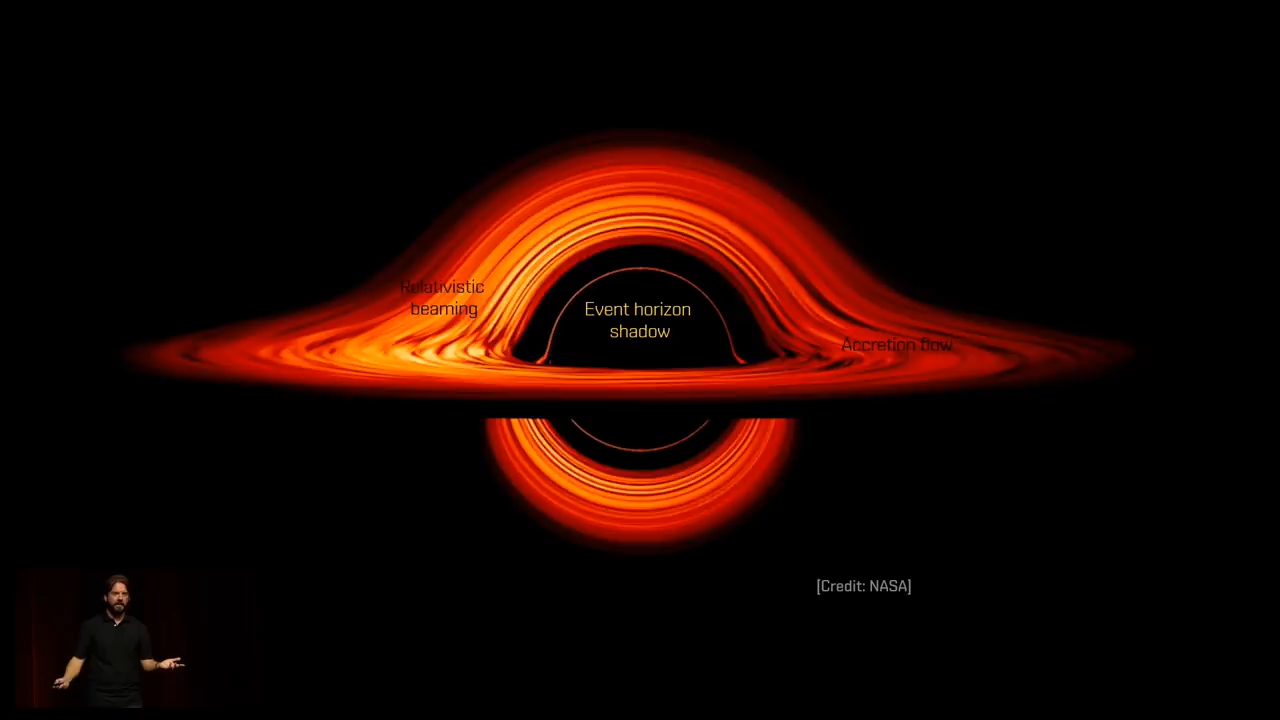 Relativistic
beaming
Event horizon
shadow
Accretion flow
[Credit: NASA]